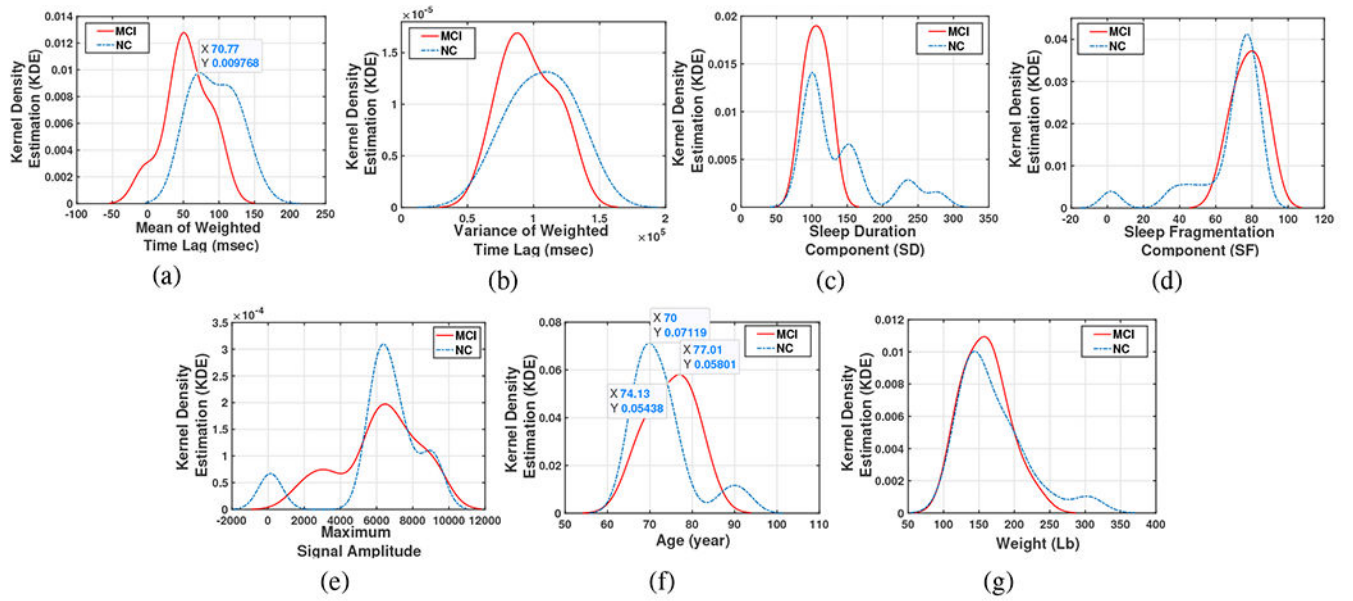 0.014
0.012
0.01
0.008
0.006
0.004
0.002
0
-100 -50 0 50 100 150 200 250
Kernel Density
Estimation (KDE)
MCI
NC
X 70.77
Y 0.009768
Mean of Weighted
Time Lag (msec)
(a)
×10⁻⁵
1.5
1
0.5
0
0 0.5 1 1.5 2
×10⁵
Kernel Density
Estimation (KDE)
MCI
NC
Variance of Weighted
Time Lag (msec)
(b)
0.02
0.015
0.01
0.005
0
0 50 100 150 200 250 300 350
Kernel Density
Estimation (KDE)
MCI
NC
Sleep Duration
Component (SD)
(c)
0.04
0.03
0.02
0.01
0
-20 0 20 40 60 80 100 120
Kernel Density
Estimation (KDE)
MCI
NC
Sleep Fragmentation
Component (SF)
(d)
×10⁻⁴
3.5
3
2.5
2
1.5
1
0.5
0
-2000 0 2000 4000 6000 8000 10000 12000
Kernel Density
Estimation (KDE)
MCI
NC
Maximum
Signal Amplitude
(e)
0.08
0.06
0.04
0.02
0
50 60 70 80 90 100 110
Kernel Density
Estimation (KDE)
X 70
Y 0.07119
MCI
NC
X 77.01
Y 0.05801
X 74.13
Y 0.05438
Age (year)
(f)
0.012
0.01
0.008
0.006
0.004
0.002
0
50 100 150 200 250 300 350 400
Kernel Density
Estimation (KDE)
MCI
NC
Weight (Lb)
(g)